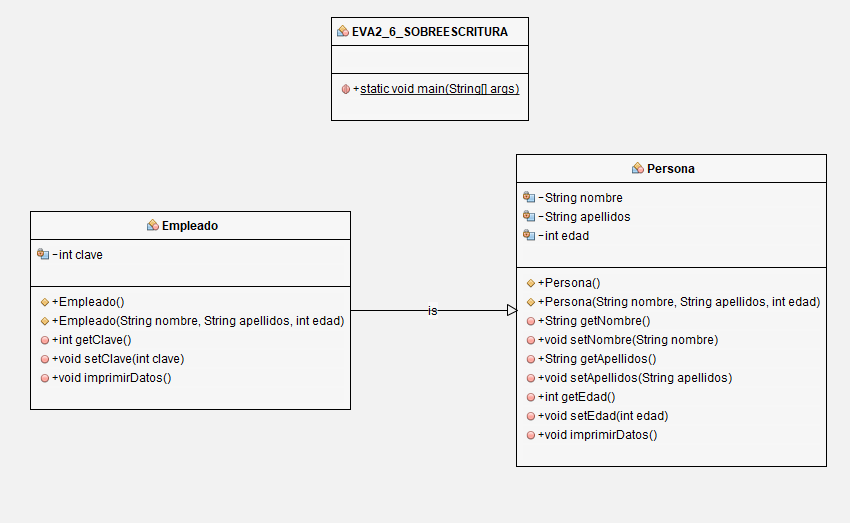 EVA2_6_SOBREESCRITURA
+static void main(String[] args)
Persona
-String nombre
-String apellidos
-int edad
+Persona()
+Persona(String nombre, String apellidos, int edad)
+String getNombre()
+void setNombre(String nombre)
+String getApellidos()
+void setApellidos(String apellidos)
+int getEdad()
+void setEdad(int edad)
+void imprimirDatos()
Empleado
-int clave
+Empleado()
+Empleado(String nombre, String apellidos, int edad)
+int getClave()
+void setClave(int clave)
+void imprimirDatos()
is